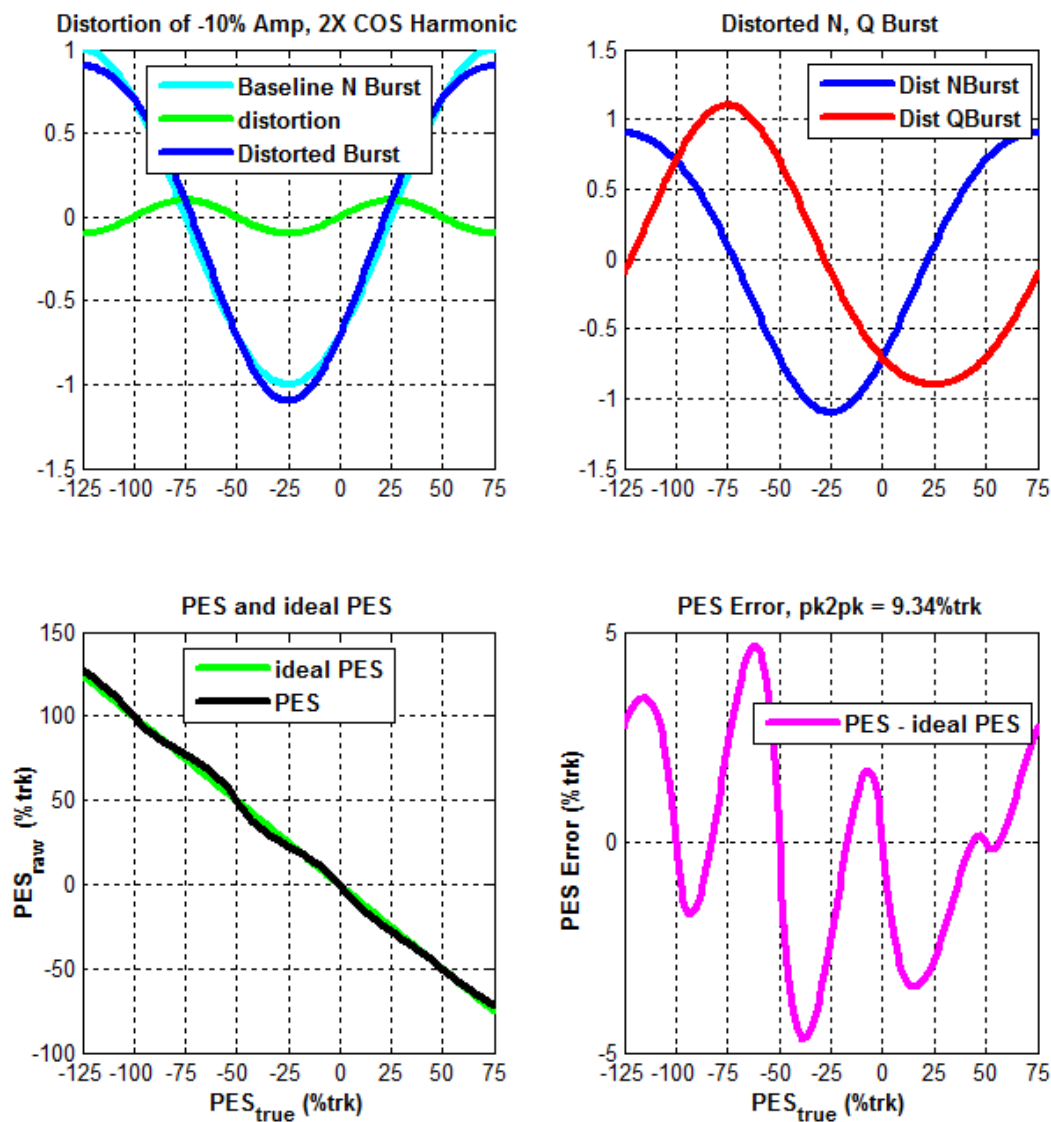 Distortion of -10% Amp, 2X COS Harmonic
1
0.5
0
-0.5
-1
-1.5
-125 -100 -75 -50 -25 0 25 50 75
Baseline N Burst
distortion
Distorted Burst
Distorted N, Q Burst
1.5
1
0.5
0
-0.5
-1
-1.5
-125 -100 -75 -50 -25 0 25 50 75
Dist NBurst
Dist QBurst
PES and ideal PES
150
100
50
0
-50
-100
-125 -100 -75 -50 -25 0 25 50 75
PES_raw (%trk)
PES_true (%trk)
ideal PES
PES
PES Error, pk2pk = 9.34%trk
5
0
-5
-125 -100 -75 -50 -25 0 25 50 75
PES Error (%trk)
PES_true (%trk)
PES - ideal PES